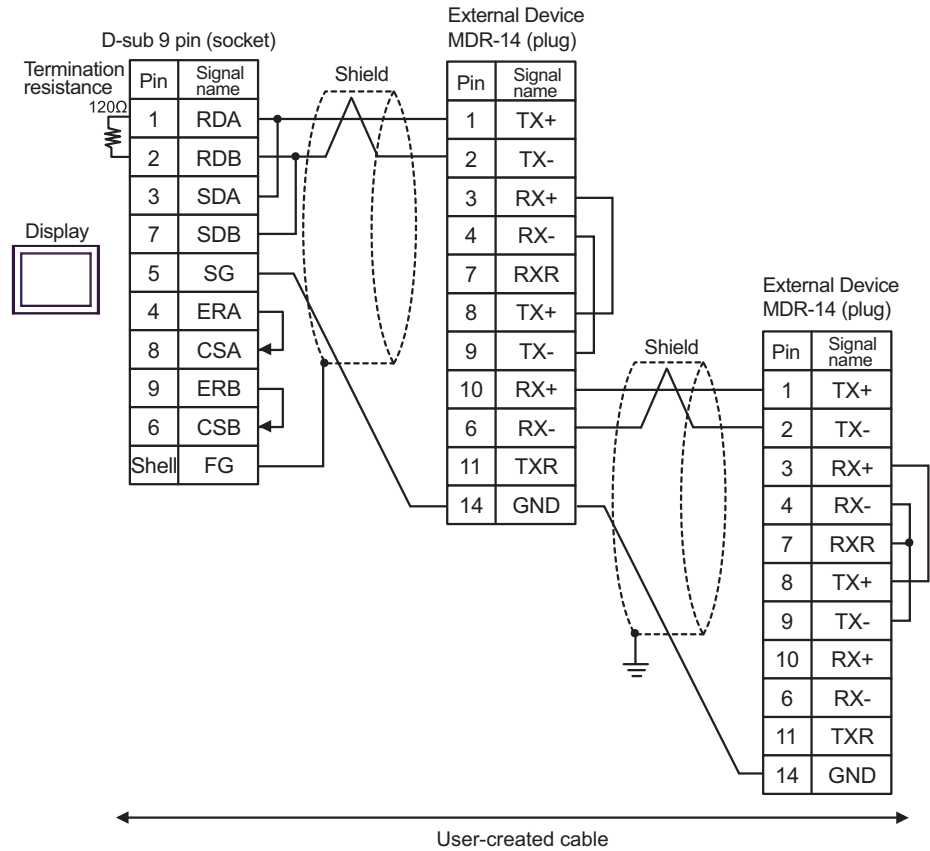 External Device
MDR-14 (plug)
D-sub 9 pin (socket)
Termination
resistance
120Ω
Display
Shield
Pin Signal name
1 RDA
2 RDB
3 SDA
7 SDB
5 SG
4 ERA
8 CSA
9 ERB
6 CSB
Shell FG
Pin Signal name
1 TX+
2 TX-
3 RX+
4 RX-
7 RXR
8 TX+
9 TX-
10 RX+
6 RX-
11 TXR
14 GND
Shield
External Device
MDR-14 (plug)
Pin Signal name
1 TX+
2 TX-
3 RX+
4 RX-
7 RXR
8 TX+
9 TX-
10 RX+
6 RX-
11 TXR
14 GND
User-created cable